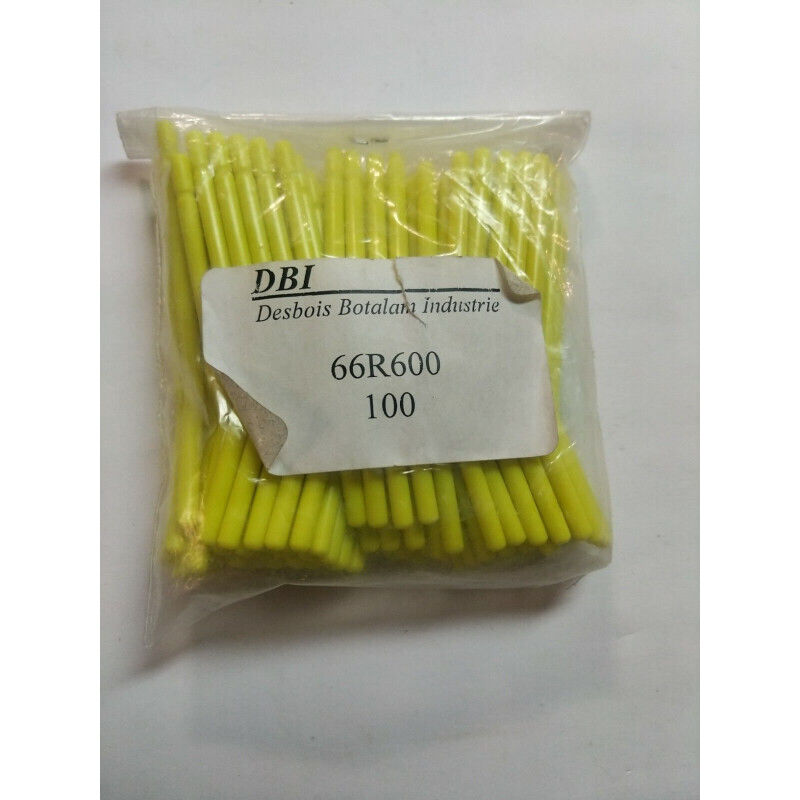 DBI
Desbois Botalam Industrie
66R600
100